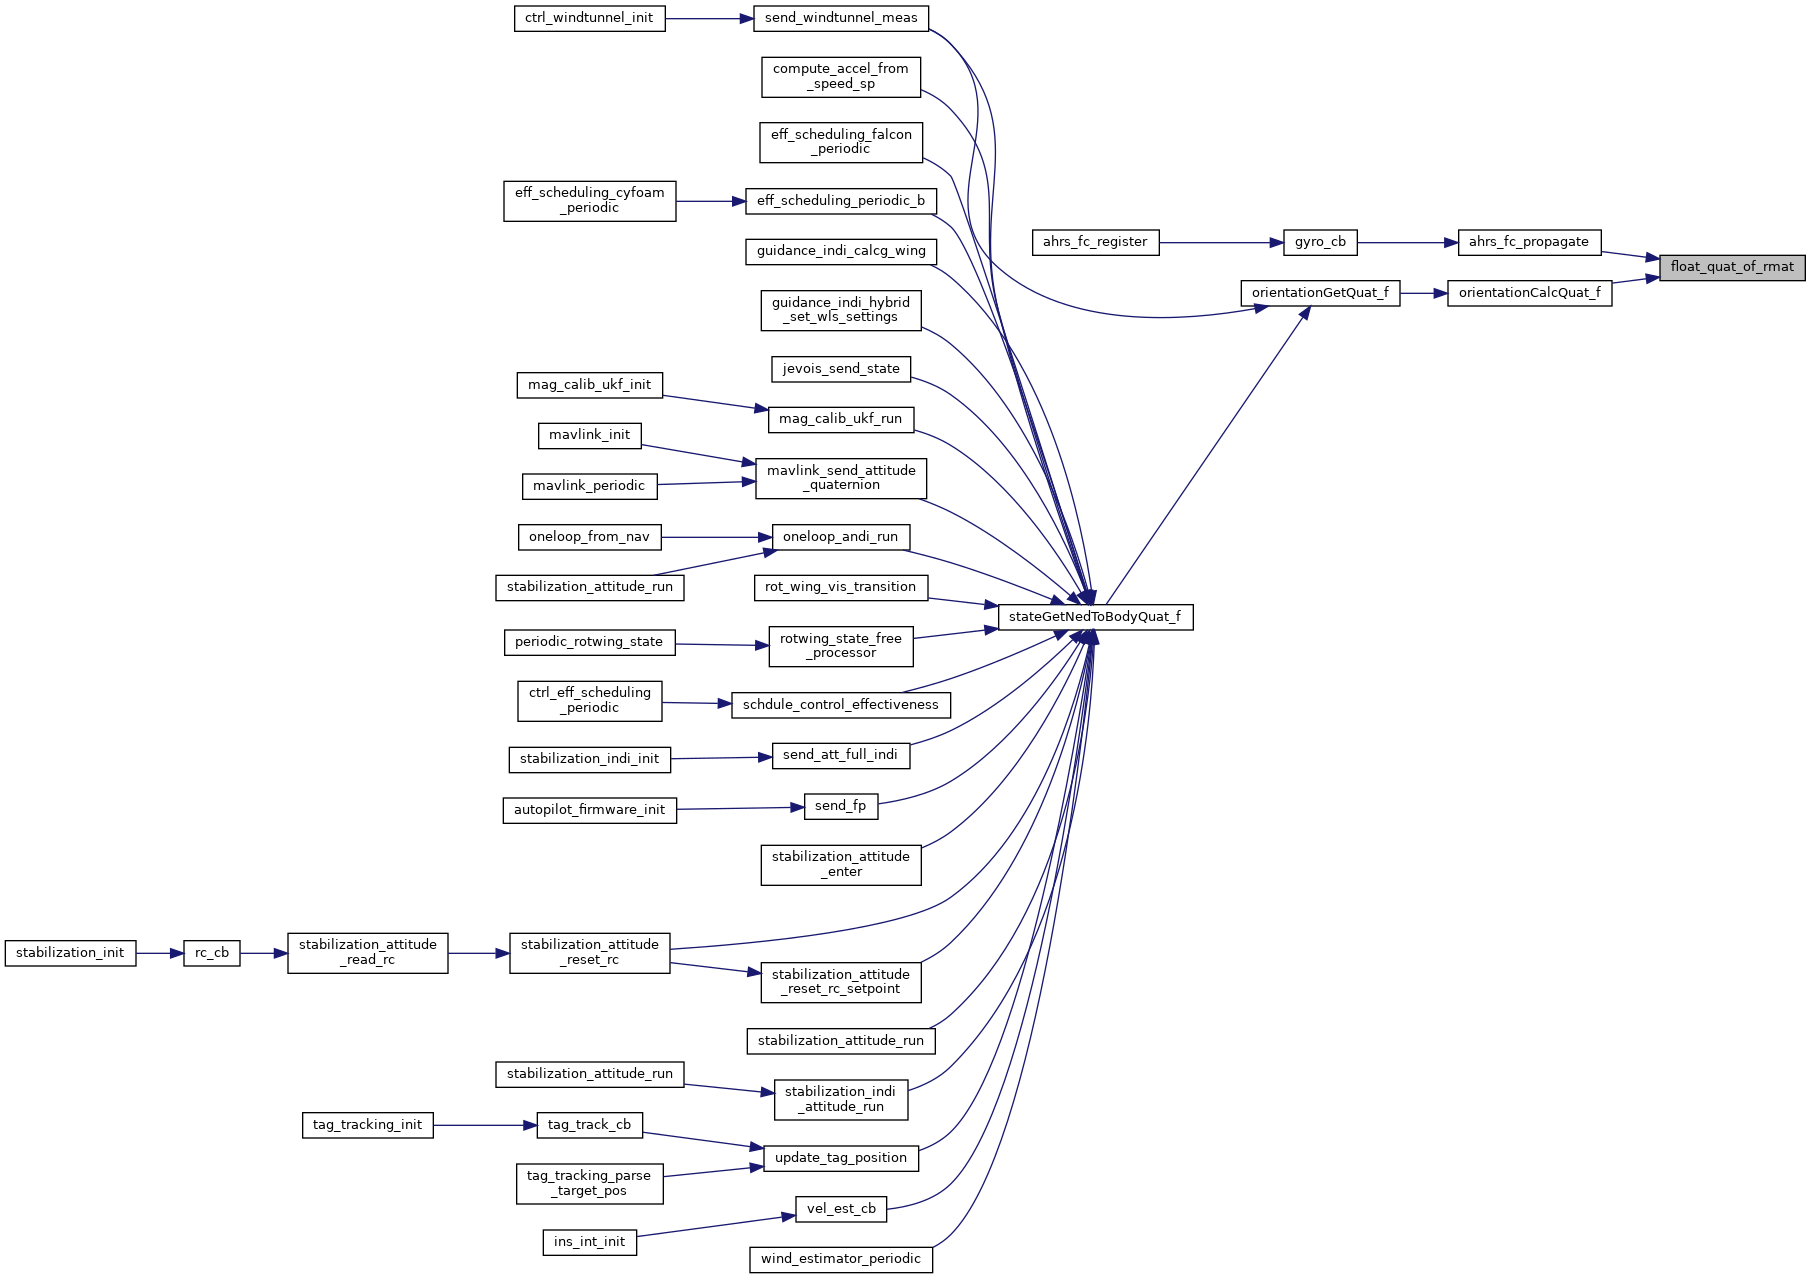 ctrl_windtunnel_init
send_windtunnel_meas
compute_accel_from
_speed_sp
eff_scheduling_falcon
_periodic
eff_scheduling_cyfoam
_periodic
eff_scheduling_periodic_b
guidance_indi_calcg_wing
guidance_indi_hybrid
_set_wls_settings
jevois_send_state
mag_calib_ukf_init
mag_calib_ukf_run
mavlink_init
mavlink_periodic
mavlink_send_attitude
_quaternion
oneloop_from_nav
oneloop_andi_run
stabilization_attitude_run
rot_wing_vis_transition
periodic_rotwing_state
rotwing_state_free
_processor
ctrl_eff_scheduling
_periodic
schdule_control_effectiveness
stabilization_indi_init
send_att_full_indi
autopilot_firmware_init
send_fp
stabilization_attitude
_enter
stabilization_init
rc_cb
stabilization_attitude
_read_rc
stabilization_attitude
_reset_rc
stabilization_attitude
_reset_rc_setpoint
stabilization_attitude_run
stabilization_attitude_run
stabilization_indi
_attitude_run
tag_tracking_init
tag_track_cb
update_tag_position
tag_tracking_parse
_target_pos
vel_est_cb
ins_int_init
wind_estimator_periodic
stateGetNedToBodyQuat_f
ahrs_fc_register
gyro_cb
ahrs_fc_propagate
orientationGetQuat_f
orientationCalcQuat_f
float_quat_of_rmat